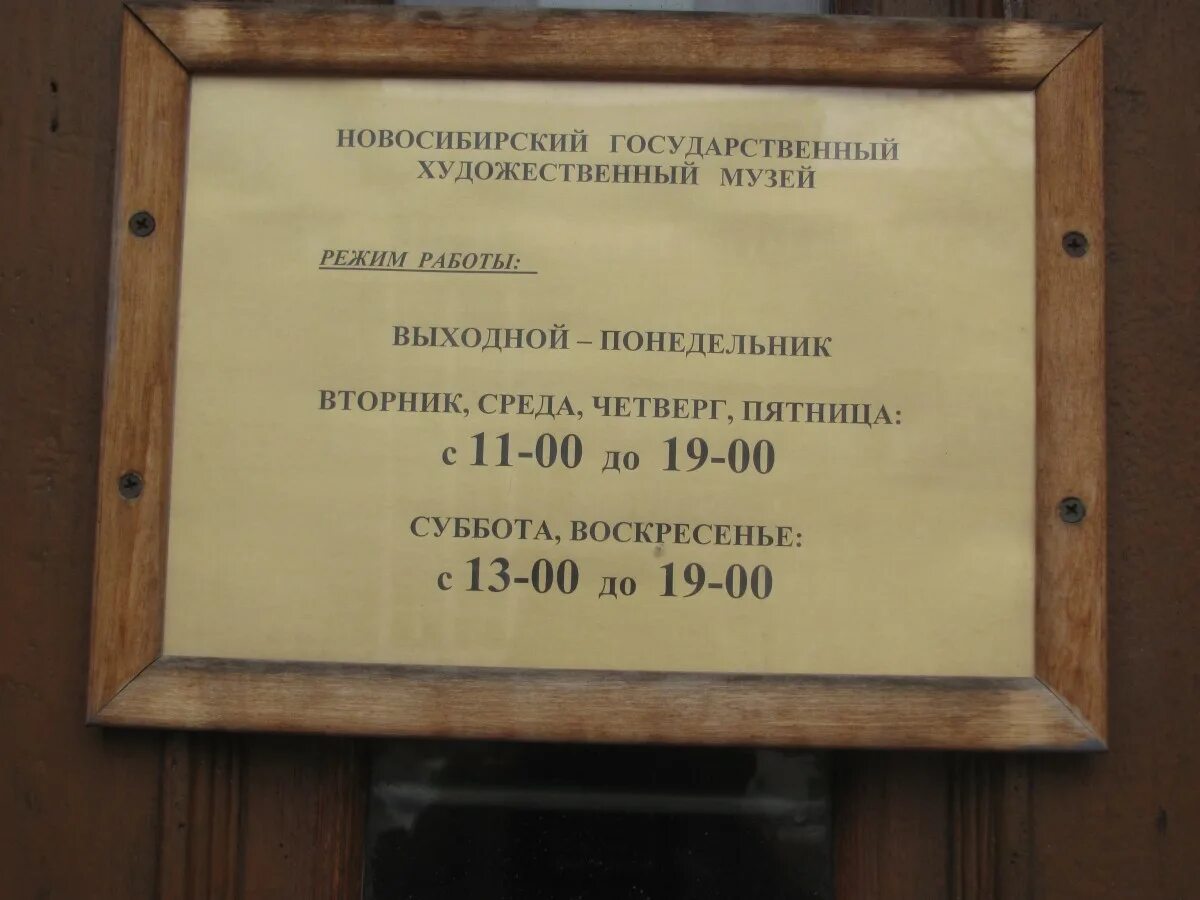 НОВОСИБИРСКИЙ ГОСУДАРСТВЕННЫЙ
ХУДОЖЕСТВЕННЫЙ МУЗЕЙ
РЕЖИМ РАБОТЫ:
ВЫХОДНОЙ – ПОНЕДЕЛЬНИК
ВТОРНИК, СРЕДА, ЧЕТВЕРГ, ПЯТНИЦА:
с 11-00 до 19-00
СУББОТА, ВОСКРЕСЕНЬЕ:
с 13-00 до 19-00